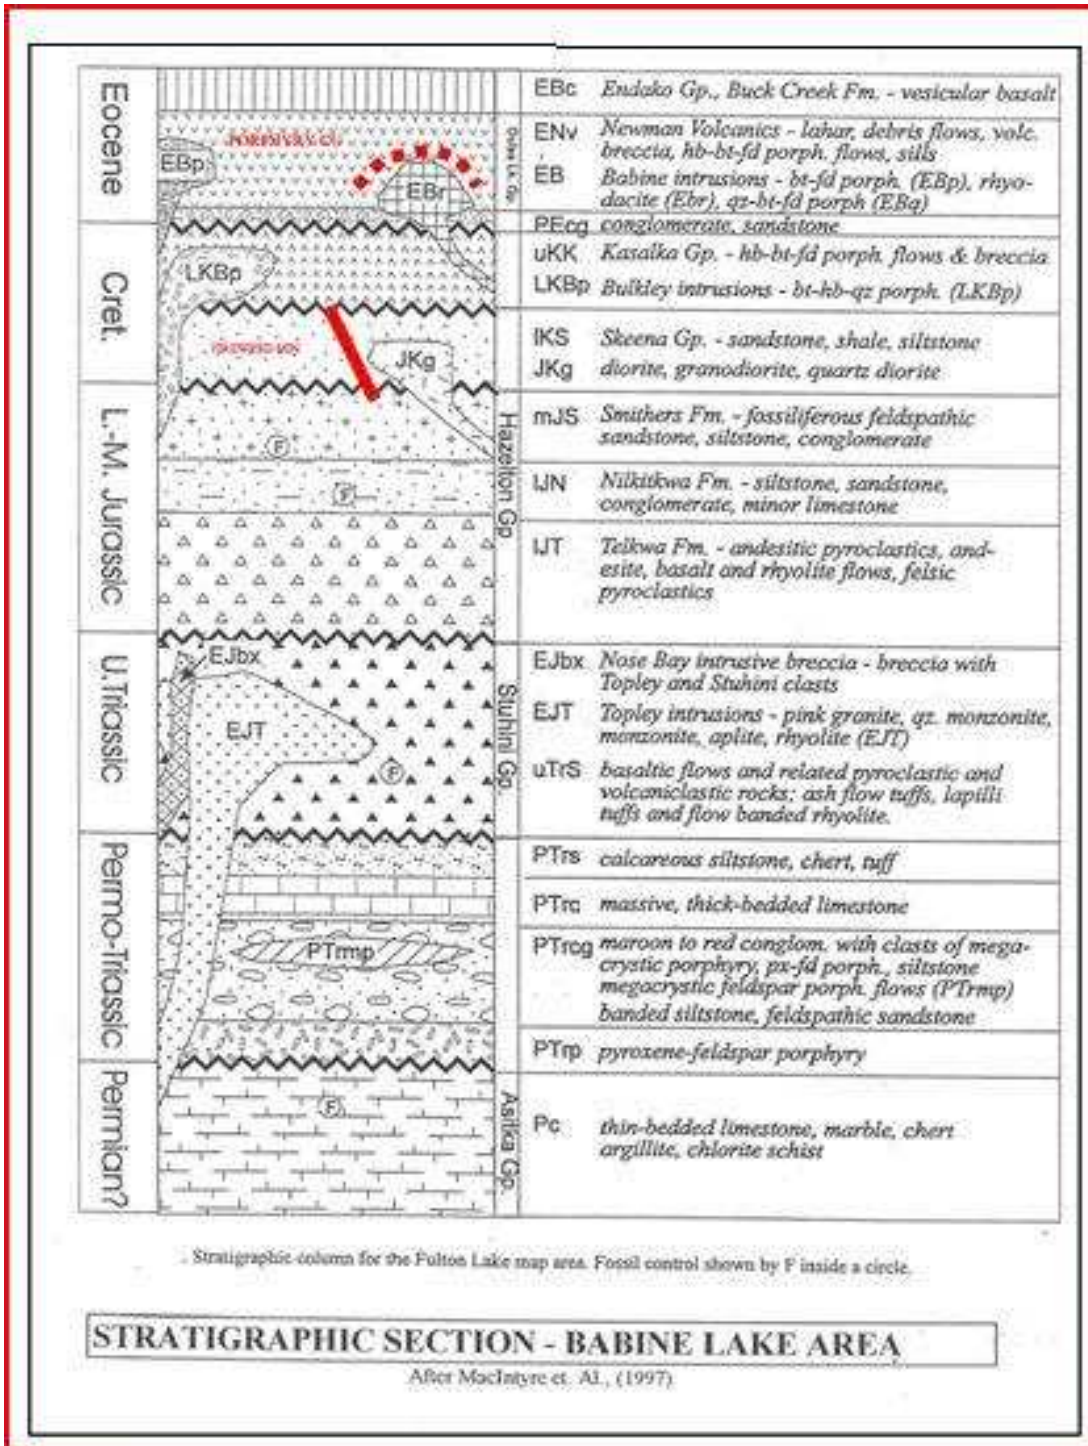 Eocene
Cret.
L.-M. Jurassic
U.Triassic
Permo-Triassic
Permian?
EBp
EBr
LKBp
JKg
F
F
EJbx
EJT
F
PTrmp
F
Hazelton Gp
Stuhini Gp
Asitka Gp.
EBc Endako Gp., Buck Creek Fm. - vesicular basalt
ENv Newman Volcanics - lahar, debris flows, volc.
breccia, hb-bt-fd porph. flows, sills
EB Babine intrusions - bt-fd porph. (EBp), rhyo-
dacite (Ebr), qz-bt-fd porph (EBq)
PEcg conglomerate, sandstone
uKK Kasalka Gp. - hb-bt-fd porph. flows & breccia
LKBp Bulkley intrusions - bt-hb-qz porph. (LKBp)
lKS Skeena Gp. - sandstone, shale, siltstone
JKg diorite, granodiorite, quartz diorite
mJS Smithers Fm. - fossiliferous feldspathic
sandstone, siltstone, conglomerate
lJN Nilkitkwa Fm. - siltstone, sandstone,
conglomerate, minor limestone
lJT Telkwa Fm. - andesitic pyroclastics, and-
esite, basalt and rhyolite flows, felsic
pyroclastics
EJbx Nose Bay intrusive breccia - breccia with
Topley and Stuhini clasts
EJT Topley intrusions - pink granite, qz. monzonite,
monzonite, aplite, rhyolite (EJT)
uTrS basaltic flows and related pyroclastic and
volcaniclastic rocks; ash flow tuffs, lapilli
tuffs and flow banded rhyolite.
PTrs calcareous siltstone, chert, tuff
PTrc massive, thick-bedded limestone
PTrcg maroon to red conglom. with clasts of mega-
crystic porphyry, px-fd porph., siltstone
megacrystic feldspar porph. flows (PTrmp)
banded siltstone, feldspathic sandstone
PTrp pyroxene-feldspar porphyry
Pc thin-bedded limestone, marble, chert
argillite, chlorite schist
Stratigraphic column for the Fulton Lake map area. Fossil control shown by F inside a circle.
STRATIGRAPHIC SECTION - BABINE LAKE AREA
After MacIntyre et. Al., (1997)